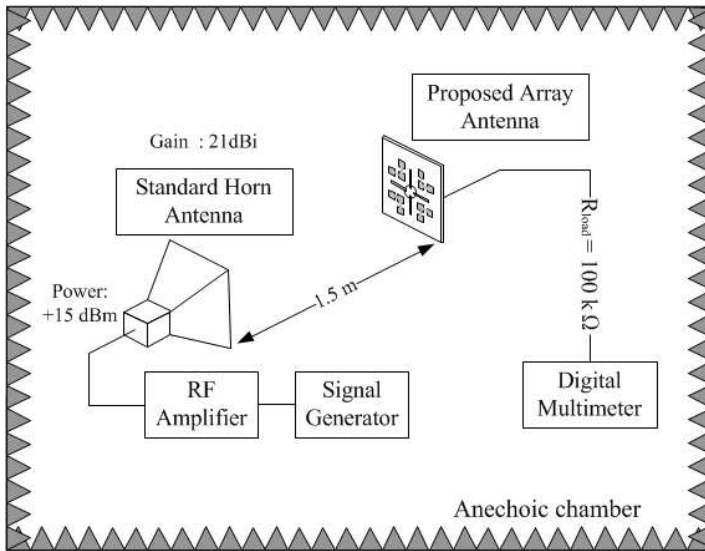 Proposed Array
Antenna
Gain : 21dBi
Standard Horn
Antenna
Power:
+15 dBm
1.5 m
Rload = 100 k Ω
RF
Amplifier
Signal
Generator
Digital
Multimeter
Anechoic chamber